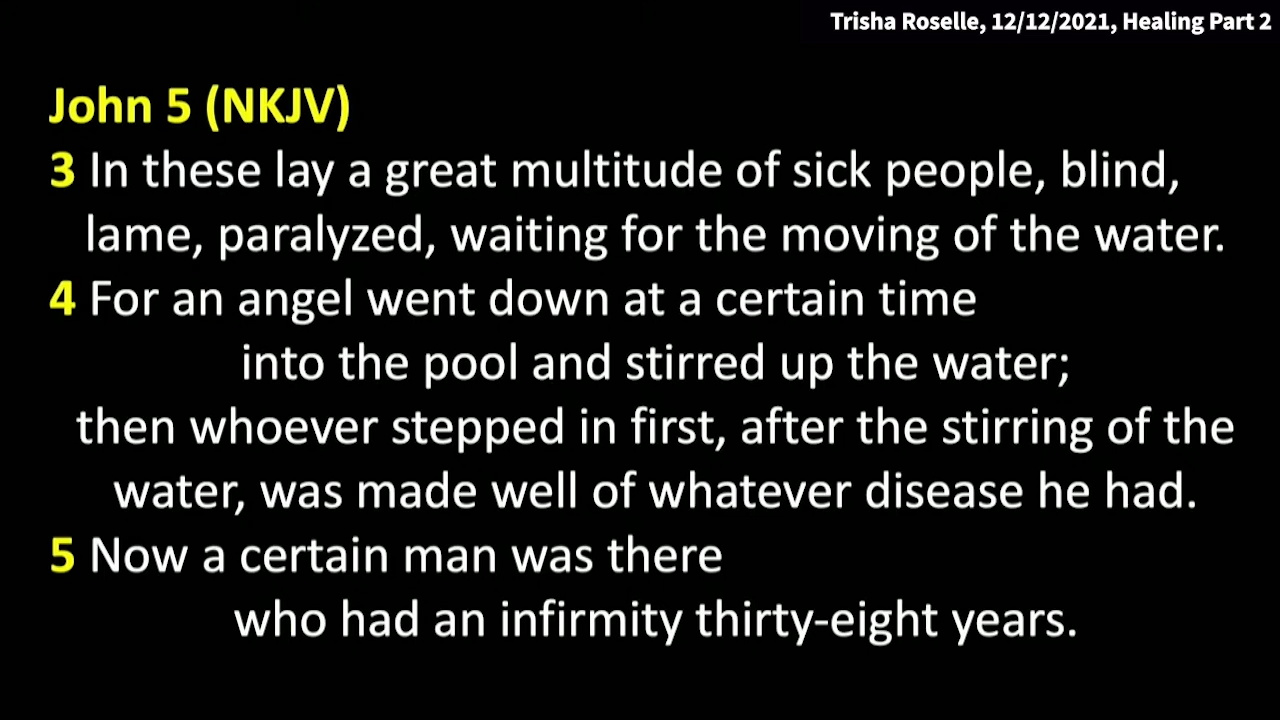 Trisha Roselle, 12/12/2021, Healing Part 2
John 5 (NKJV)
3 In these lay a great multitude of sick people, blind,
lame, paralyzed, waiting for the moving of the water.
4 For an angel went down at a certain time
into the pool and stirred up the water;
then whoever stepped in first, after the stirring of the
water, was made well of whatever disease he had.
5 Now a certain man was there
who had an infirmity thirty-eight years.